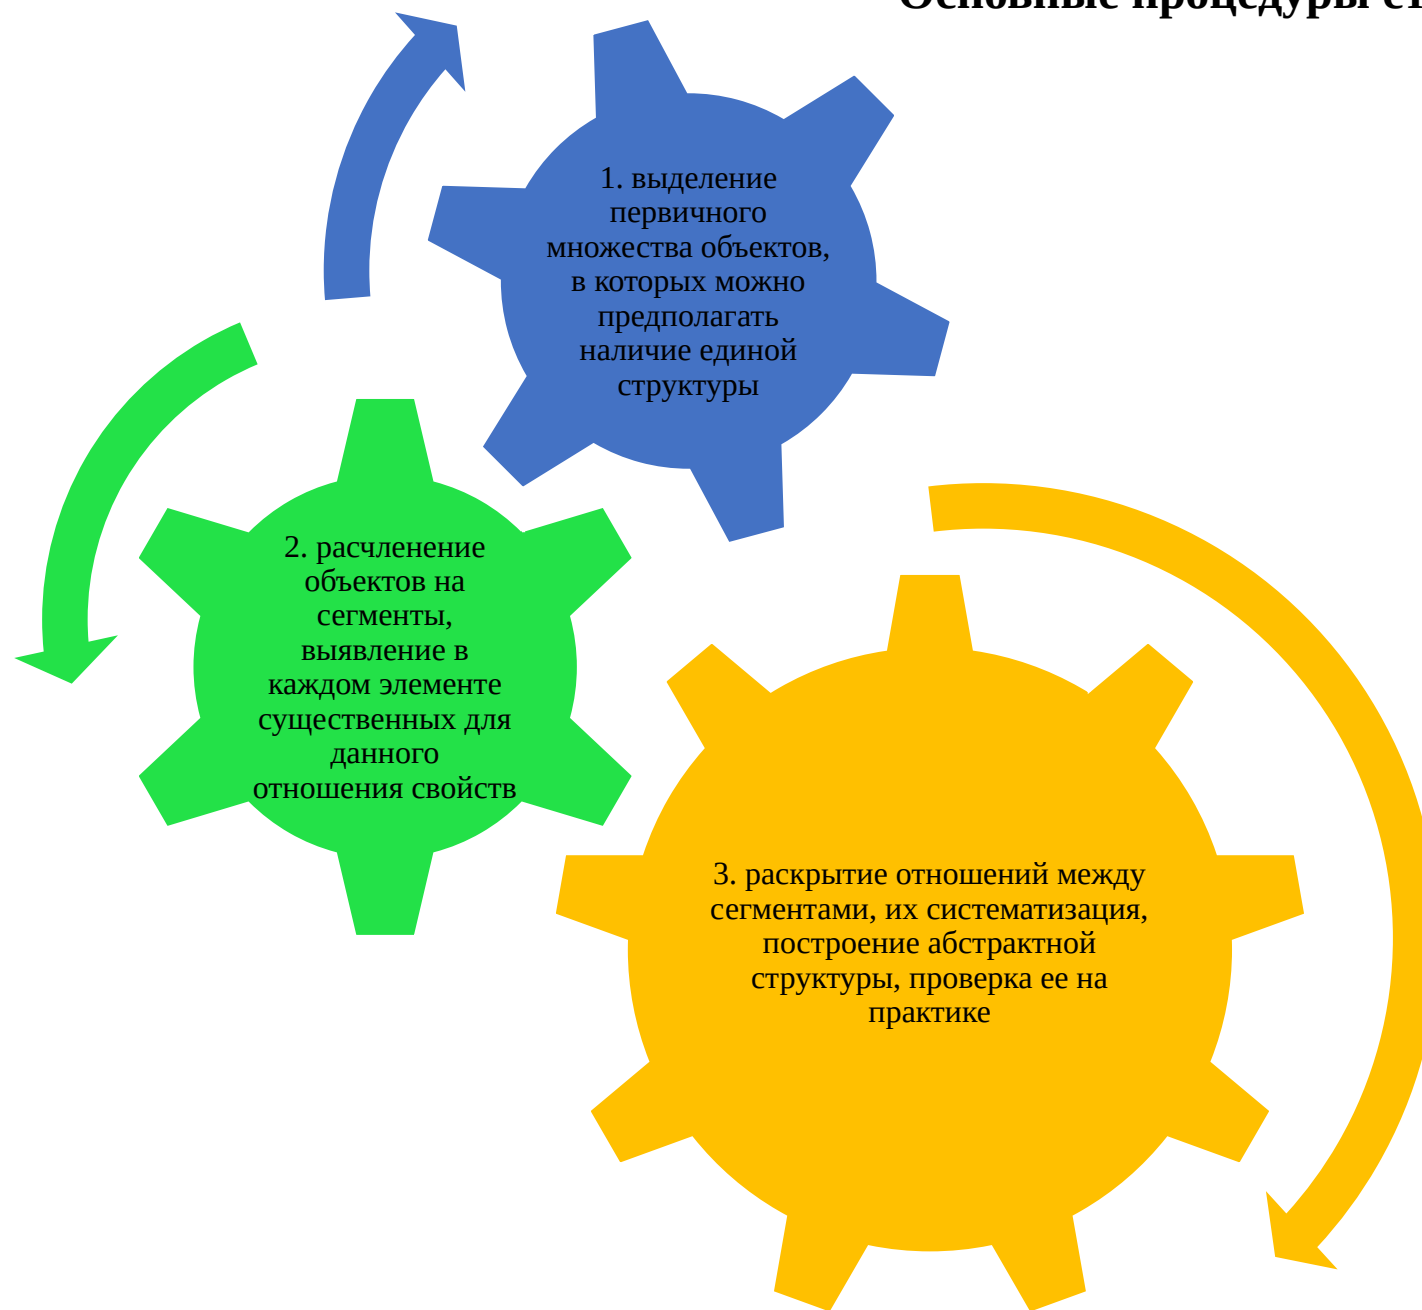 Основные процедуры
1. выделение
первичного
множества объектов,
в которых можно
предполагать
наличие единой
структуры
2. расчленение
объектов на
сегменты,
выявление в
каждом элементе
существенных для
данного
отношения свойств
3. раскрытие отношений между
сегментами, их систематизация,
построение абстрактной
структуры, проверка ее на
практике